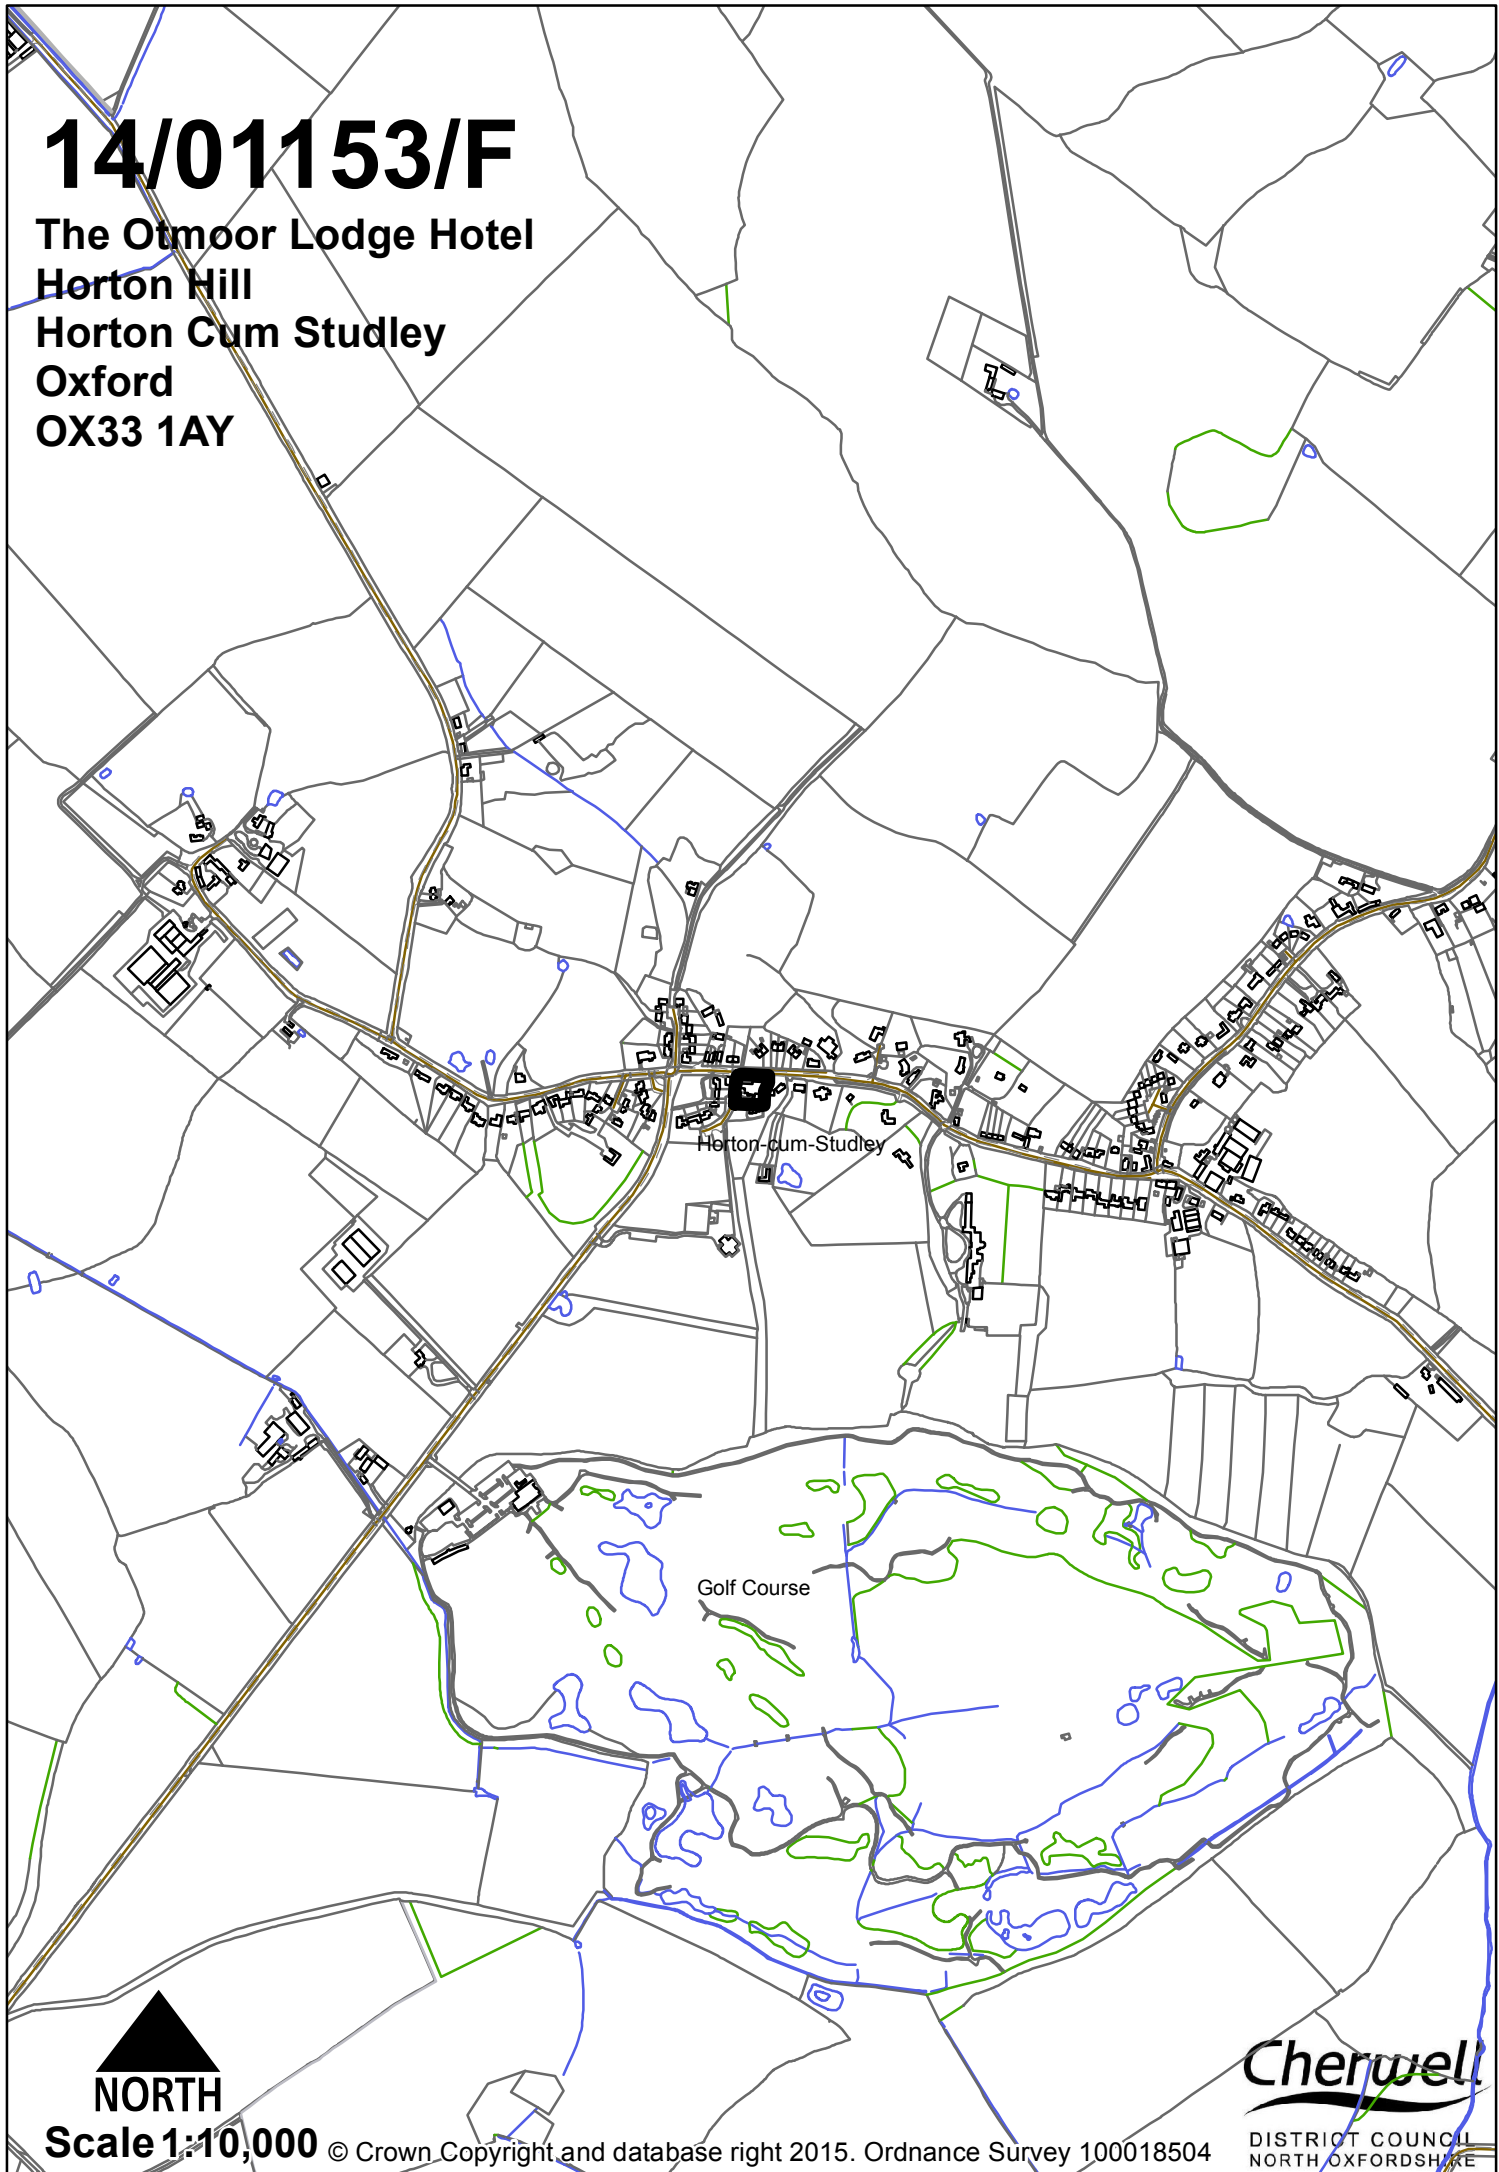 14/01153/F
The Otmoor Lodge Hotel
Horton Hill
Horton Cum Studley
Oxford
OX33 1AY
Horton-cum-Studley
Golf Course
NORTH
Scale 1:10,000
© Crown Copyright and database right 2015. Ordnance Survey 100018504
Cherwell
DISTRICT COUNCIL
NORTH OXFORDSHIRE